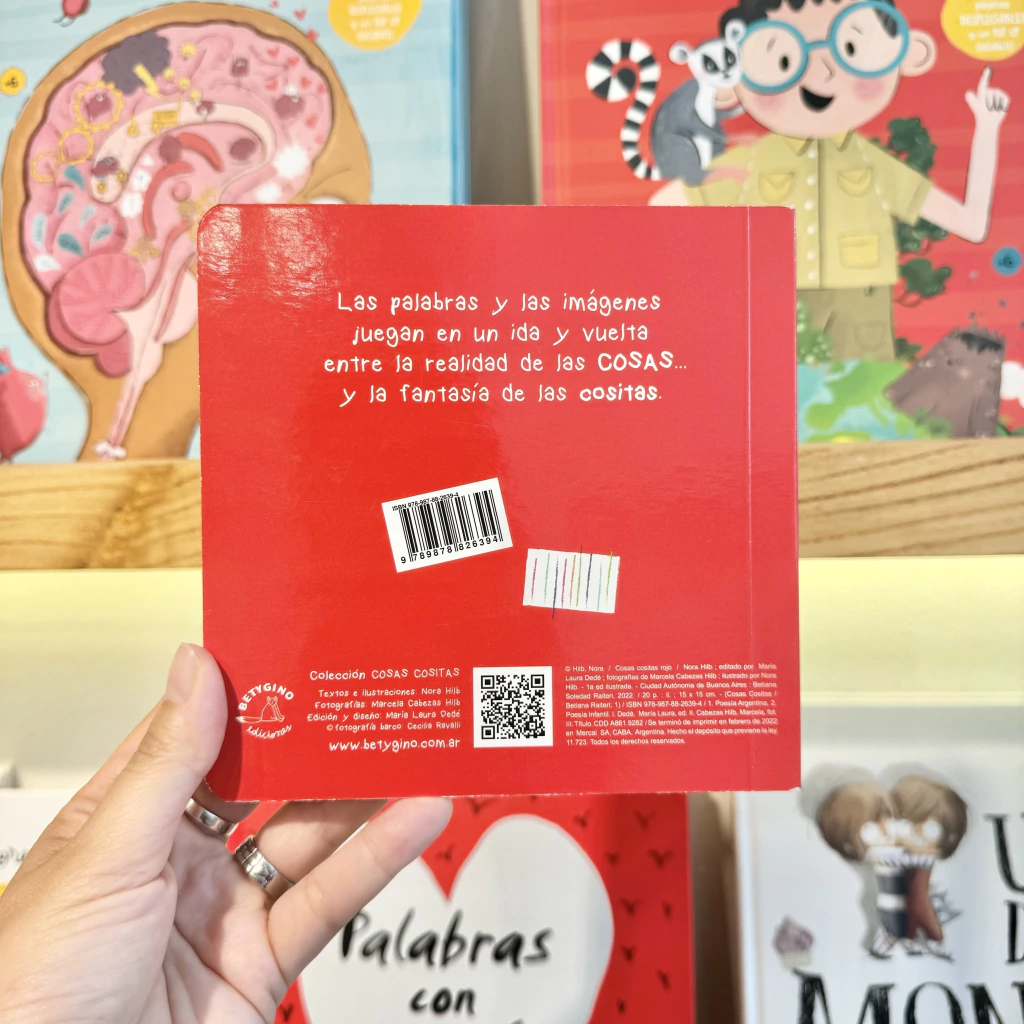 Las palabras y las imágenes
juegan en un ida y vuelta
entre la realidad de las COSAS...
y la fantasía de las cositas.
ISBN 978-987-88-2639-4
9 789878 826394
BETYGINO
ediciones
Colección COSAS COSITAS
Textos e ilustraciones: Nora Hilb
Fotografías: Marcela Cabezas Hilb
Edición y diseño: María Laura Dedé
© fotografía barco: Cecilia Ravalli
www.betygino.com.ar
© Hilb, Nora / Cosas cositas rojo / Nora Hilb ; editado por María
Laura Dedé ; fotografías de Marcela Cabezas Hilb ; ilustrado por Nora
Hilb. - 1a ed ilustrada. - Ciudad Autónoma de Buenos Aires : Betiana
Soledad Raiteri, 2022. / 20 p. : il. ; 15 x 15 cm. - (Cosas Cositas /
Betiana Raiteri, 1) / ISBN 978-987-88-2639-4 / 1. Poesía Argentina. 2.
Poesía Infantil. I. Dedé, María Laura, ed. II. Cabezas Hilb, Marcela, fot.
III. Título. CDD A861.9282 / Se terminó de imprimir en febrero de 2022
en Mercal SA, CABA, Argentina. Hecho el depósito que previene la ley
11.723. Todos los derechos reservados.
Palabras
con